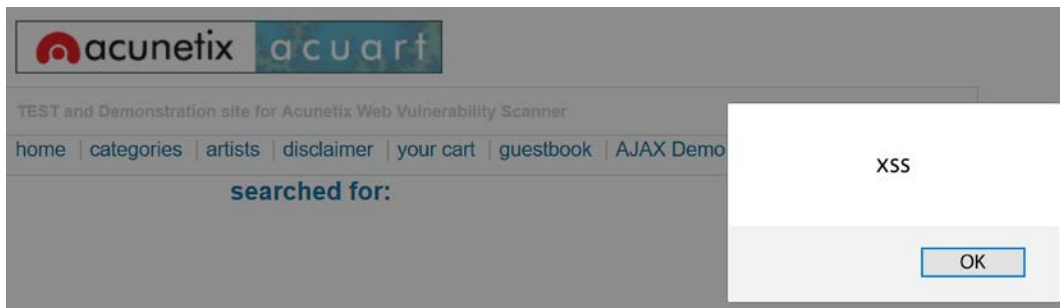 acunetix acuart
TEST and Demonstration site for Acunetix Web Vulnerability Scanner
home | categories | artists | disclaimer | your cart | guestbook | AJAX Demo
searched for:
xss
OK